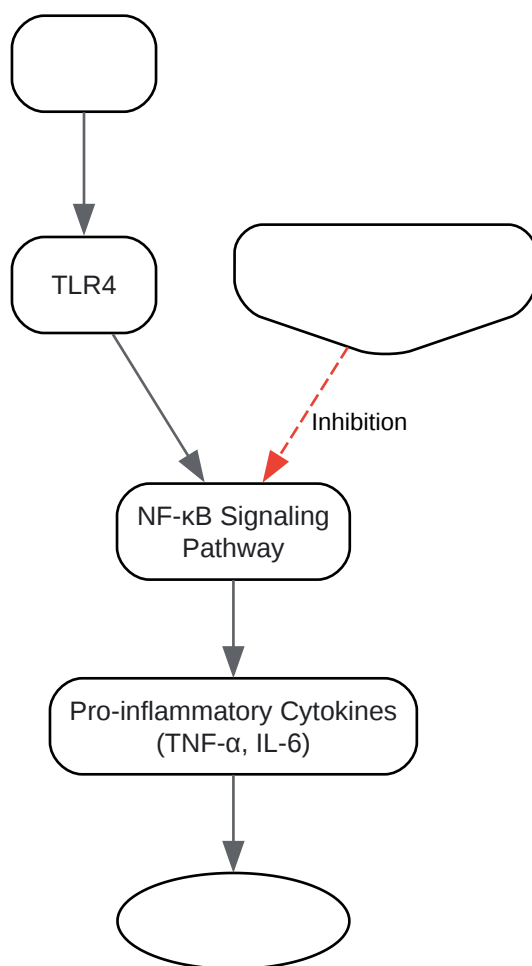 TLR4
Inhibition
NF-κB Signaling
Pathway
Pro-inflammatory Cytokines
(TNF-α, IL-6)